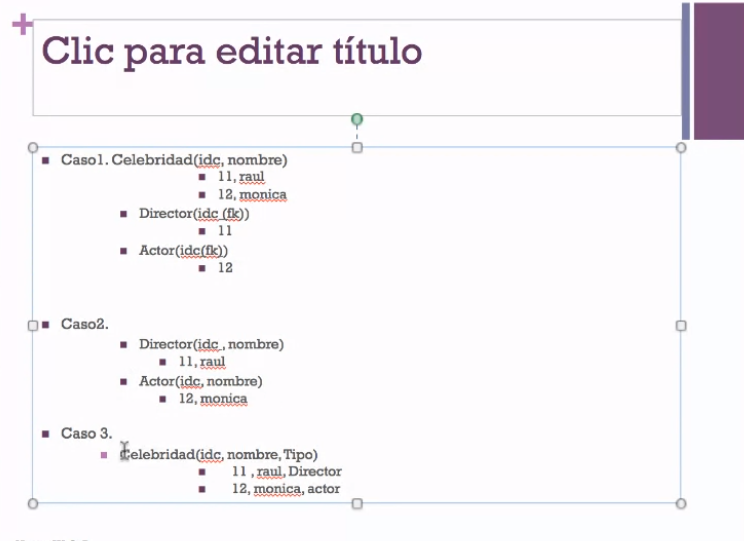 Clic para editar título
Caso1. Celebridad(idc, nombre)
11, raul
12, monica
Director(idc (fk))
11
Actor(idc(fk))
12
Caso2.
Director(idc , nombre)
11, raul
Actor(idc, nombre)
12, monica
Caso 3.
Celebridad(idc, nombre, Tipo)
11 , raul, Director
12, monica, actor